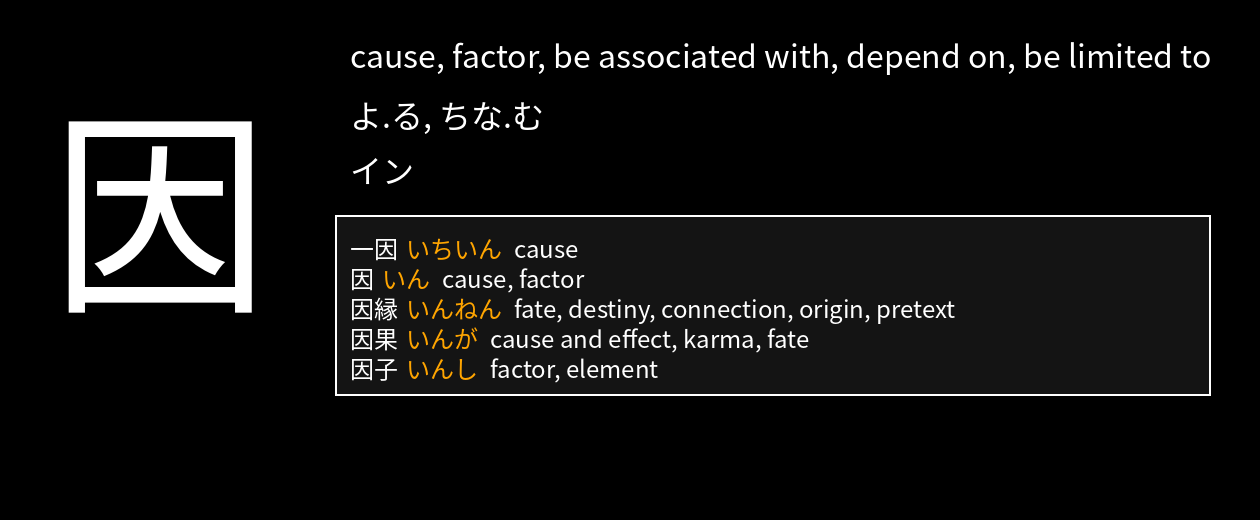 因
cause, factor, be associated with, depend on, be limited to
よ.る, ちな.む
イン
一因 いちいん cause
因 いん cause, factor
因縁 いんねん fate, destiny, connection, origin, pretext
因果 いんが cause and effect, karma, fate
因子 いんし factor, element